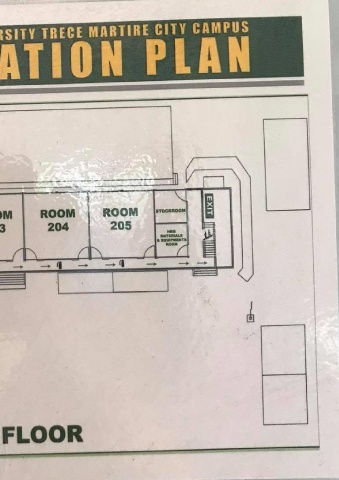 RSITY TRECE MARTIRE CITY CAMPUS
ATION PLAN
OM
3
ROOM
204
ROOM
205
STOCKROOM
HRM
MATERIALS
& EQUIPMENTS
ROOM
EXIT
FLOOR